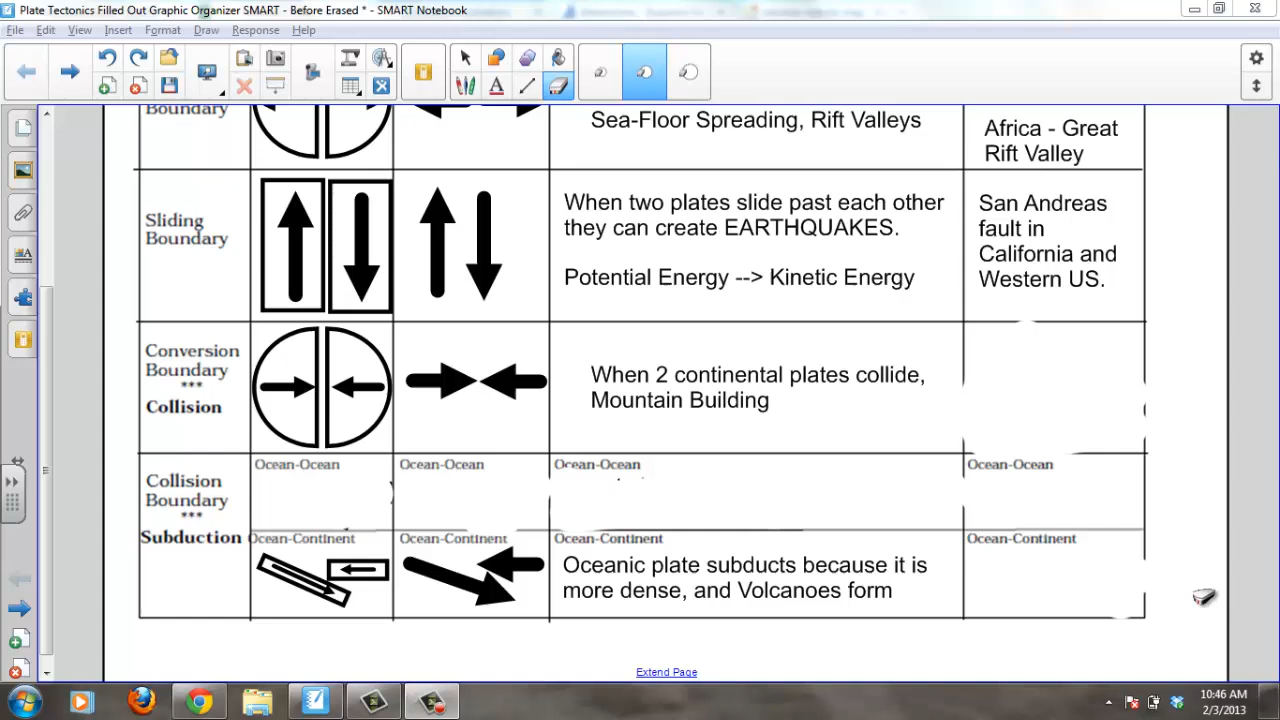 Plate Tectonics Filled Out Graphic Organizer SMART - Before Erased * - SMART Notebook
File Edit View Insert Format Draw Response Help
Boundary
Sea-Floor Spreading, Rift Valleys
Africa - Great
Rift Valley
Sliding
Boundary
When two plates slide past each other
they can create EARTHQUAKES.
Potential Energy --> Kinetic Energy
San Andreas
fault in
California and
Western US.
Conversion
Boundary
***
Collision
When 2 continental plates collide,
Mountain Building
Collision
Boundary
***
Subduction
Ocean-Ocean
Ocean-Ocean
Ocean-Ocean
Ocean-Ocean
Ocean-Continent
Ocean-Continent
Ocean-Continent
Ocean-Continent
Oceanic plate subducts because it is
more dense, and Volcanoes form
Extend Page
10:46 AM
2/3/2013